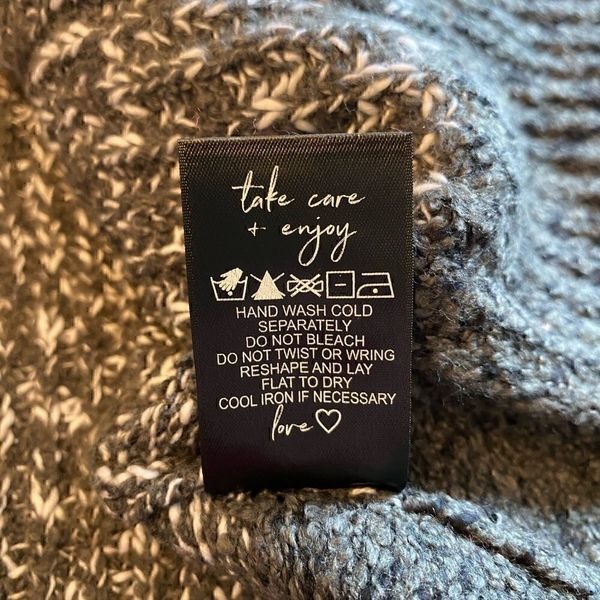 take care
+ enjoy
HAND WASH COLD
SEPARATELY
DO NOT BLEACH
DO NOT TWIST OR WRING
RESHAPE AND LAY
FLAT TO DRY
COOL IRON IF NECESSARY
love ♡